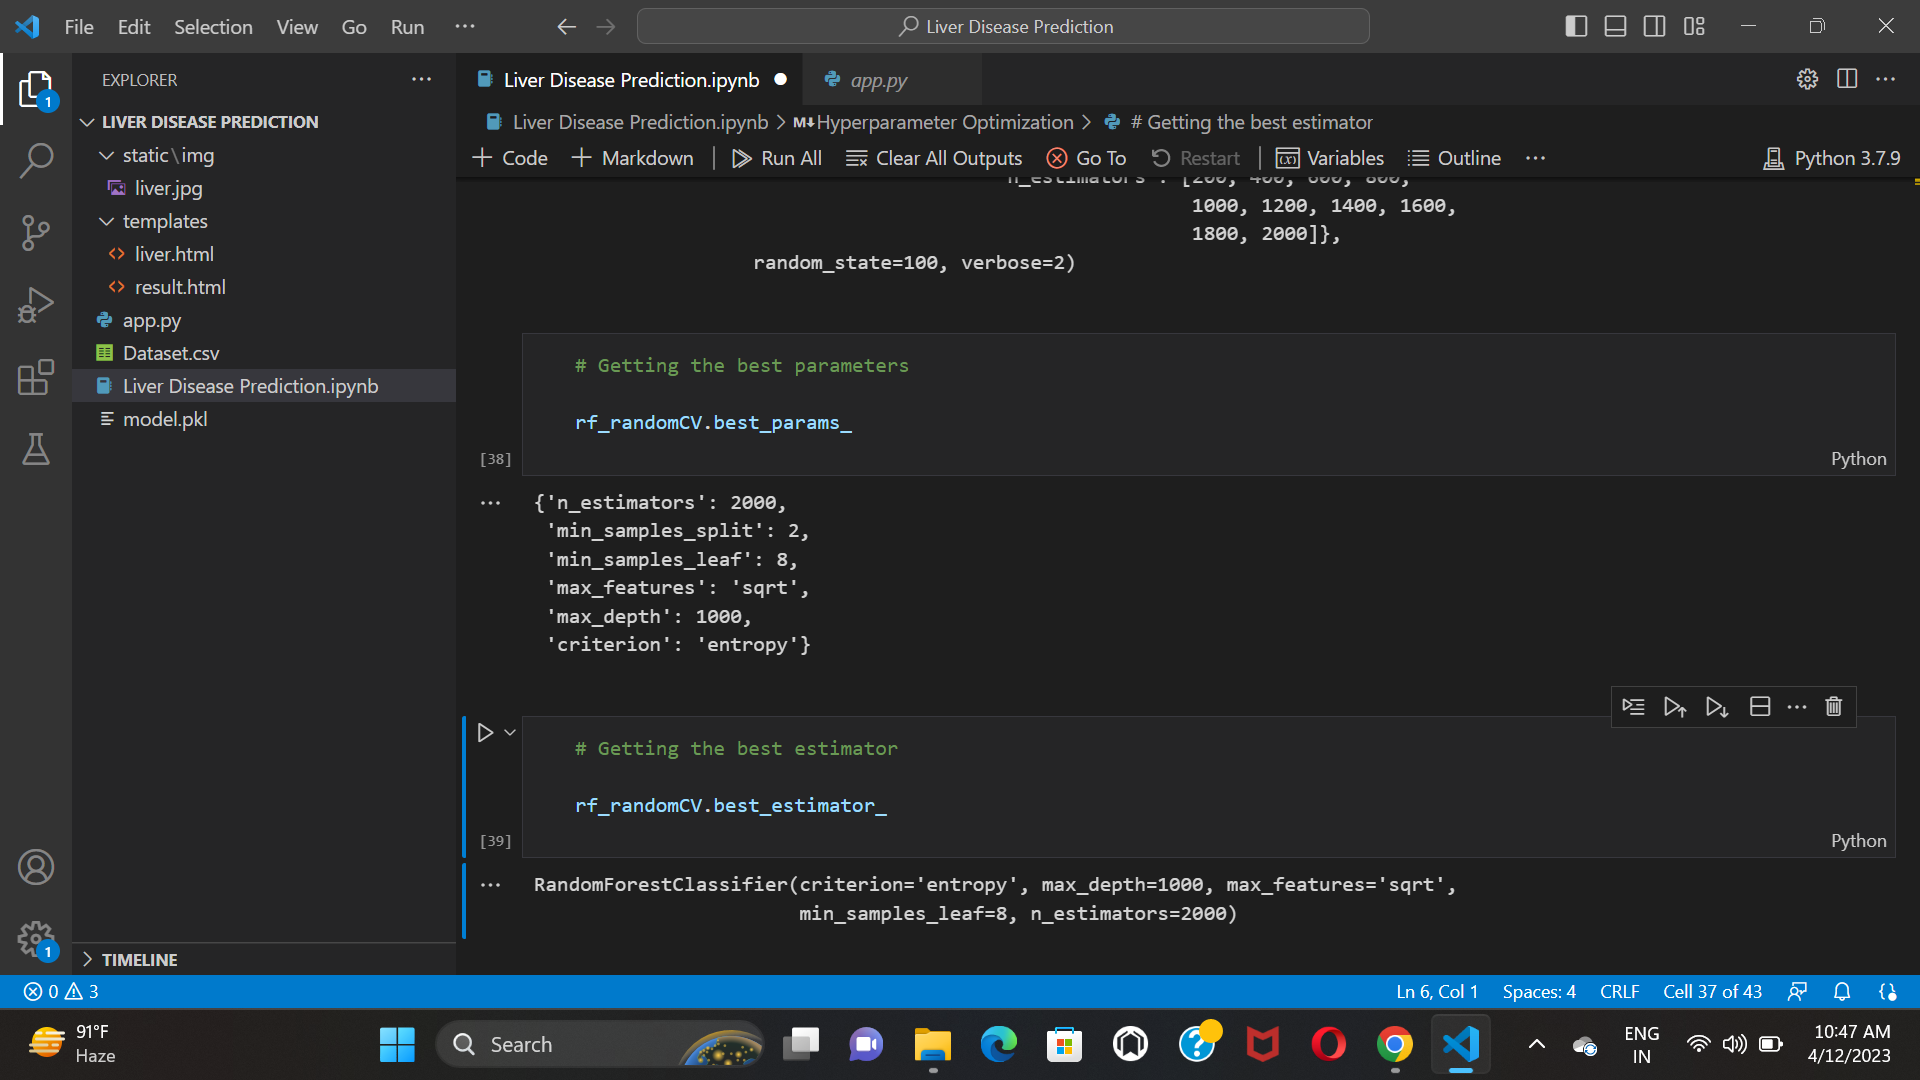 File Edit Selection View Go Run ···
Liver Disease Prediction
EXPLORER
LIVER DISEASE PREDICTION
static\img
liver.jpg
templates
liver.html
result.html
app.py
Dataset.csv
Liver Disease Prediction.ipynb
model.pkl
TIMELINE
Liver Disease Prediction.ipynb
app.py
Liver Disease Prediction.ipynb > M↓Hyperparameter Optimization > # Getting the best estimator
+ Code + Markdown | Run All Clear All Outputs Go To Restart | Variables Outline ··· Python 3.7.9
'n_estimators': [200, 400, 600, 800,
1000, 1200, 1400, 1600,
1800, 2000]},
random_state=100, verbose=2)
# Getting the best parameters
rf_randomCV.best_params_
[38]
Python
{'n_estimators': 2000,
'min_samples_split': 2,
'min_samples_leaf': 8,
'max_features': 'sqrt',
'max_depth': 1000,
'criterion': 'entropy'}
# Getting the best estimator
rf_randomCV.best_estimator_
[39]
Python
RandomForestClassifier(criterion='entropy', max_depth=1000, max_features='sqrt',
min_samples_leaf=8, n_estimators=2000)
1
1
0 3
Ln 6, Col 1 Spaces: 4 CRLF Cell 37 of 43
91°F
Haze
Search
ENG
IN
10:47 AM
4/12/2023